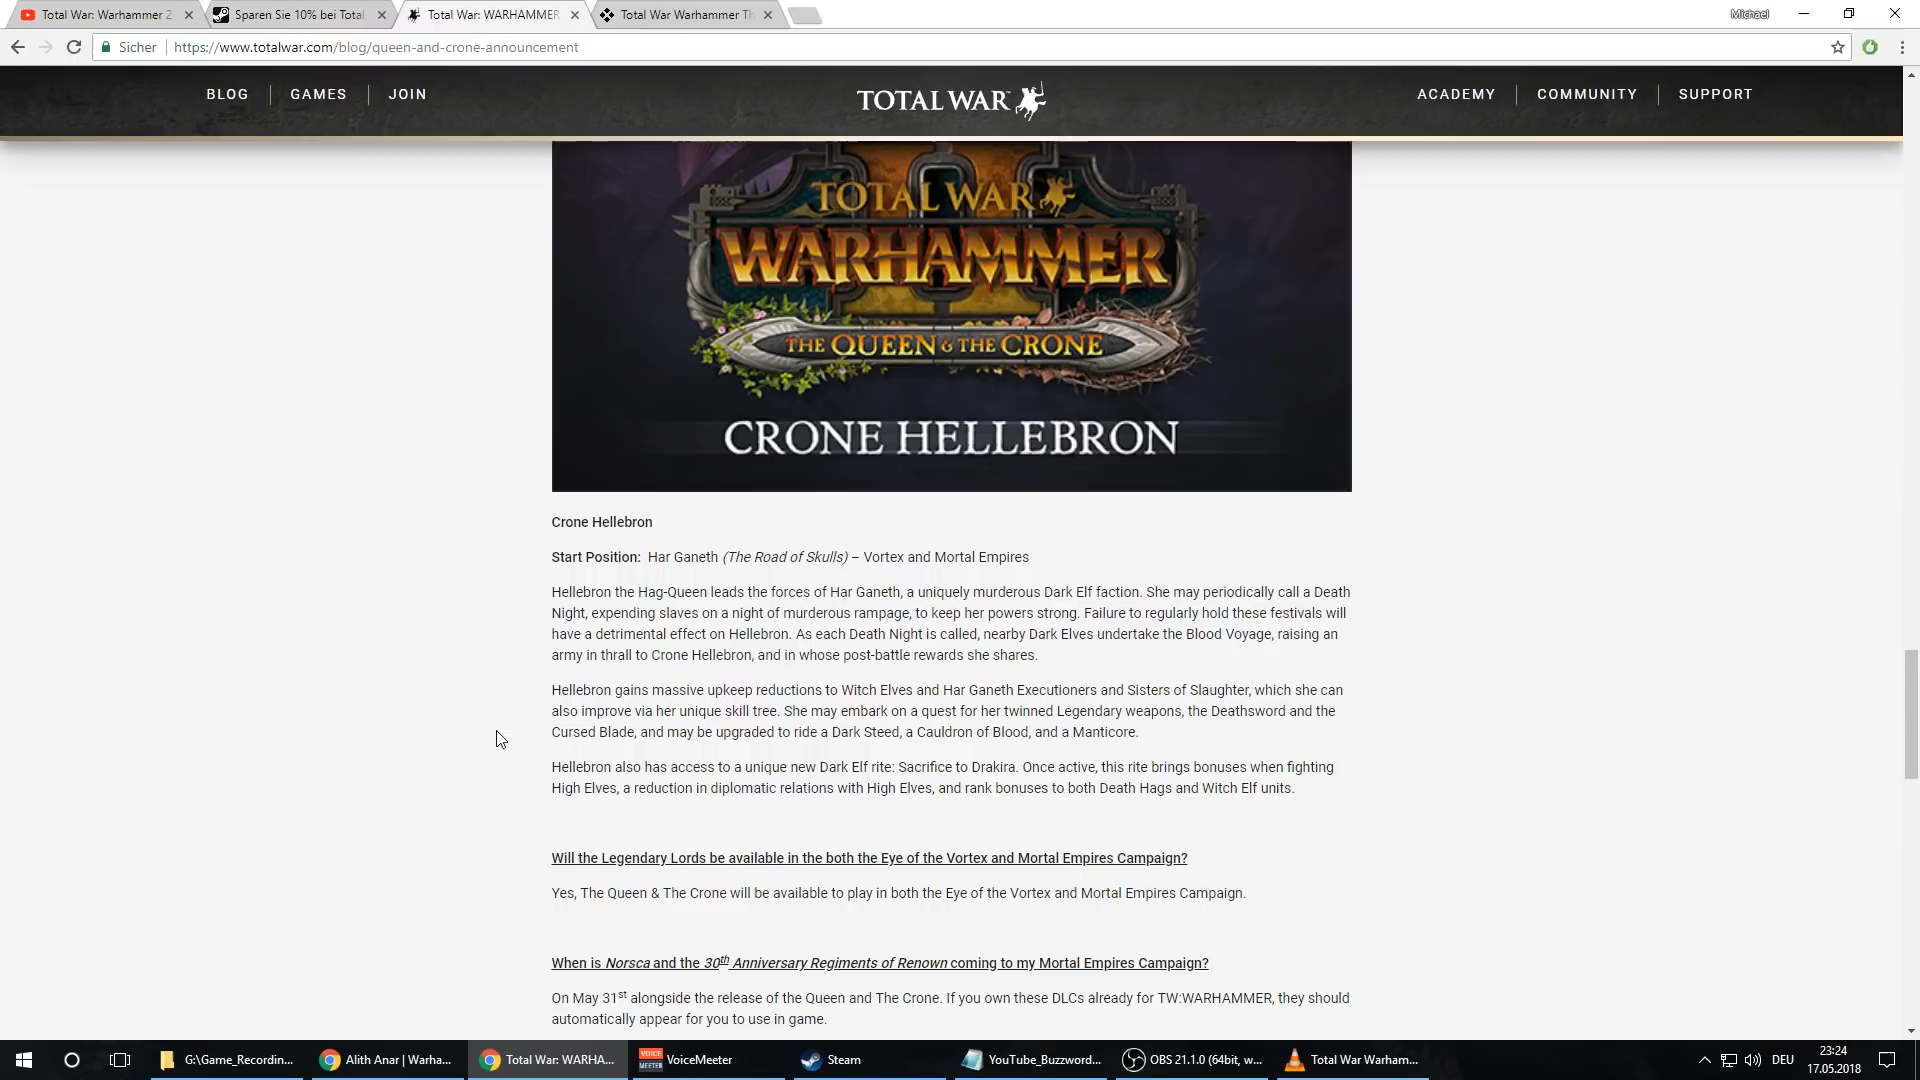 Total War: Warhammer 2
Sparen Sie 10% bei Total
Total War: WARHAMMER
Total War Warhammer Th
Michael
Sicher
https://www.totalwar.com/blog/queen-and-crone-announcement
BLOG
GAMES
JOIN
TOTAL WAR
ACADEMY
COMMUNITY
SUPPORT
TOTAL WAR
WARHAMMER
II
THE QUEEN & THE CRONE
CRONE HELLEBRON
Crone Hellebron
Start Position: Har Ganeth (The Road of Skulls) – Vortex and Mortal Empires
Hellebron the Hag-Queen leads the forces of Har Ganeth, a uniquely murderous Dark Elf faction. She may periodically call a Death
Night, expending slaves on a night of murderous rampage, to keep her powers strong. Failure to regularly hold these festivals will
have a detrimental effect on Hellebron. As each Death Night is called, nearby Dark Elves undertake the Blood Voyage, raising an
army in thrall to Crone Hellebron, and in whose post-battle rewards she shares.
Hellebron gains massive upkeep reductions to Witch Elves and Har Ganeth Executioners and Sisters of Slaughter, which she can
also improve via her unique skill tree. She may embark on a quest for her twinned Legendary weapons, the Deathsword and the
Cursed Blade, and may be upgraded to ride a Dark Steed, a Cauldron of Blood, and a Manticore.
Hellebron also has access to a unique new Dark Elf rite: Sacrifice to Drakira. Once active, this rite brings bonuses when fighting
High Elves, a reduction in diplomatic relations with High Elves, and rank bonuses to both Death Hags and Witch Elf units.
Will the Legendary Lords be available in the both the Eye of the Vortex and Mortal Empires Campaign?
Yes, The Queen & The Crone will be available to play in both the Eye of the Vortex and Mortal Empires Campaign.
When is Norsca and the 30th Anniversary Regiments of Renown coming to my Mortal Empires Campaign?
On May 31st alongside the release of the Queen and The Crone. If you own these DLCs already for TW:WARHAMMER, they should
automatically appear for you to use in game.
G:\Game_Recordin...
Alith Anar | Warha...
Total War: WARHA...
VOICE MEETER
VoiceMeeter
Steam
YouTube_Buzzword...
OBS 21.1.0 (64bit, w...
Total War Warham...
DEU
23:24
17.05.2018